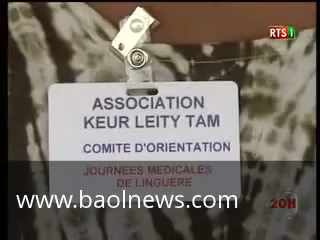 RTS1
ASSOCIATION
KEUR LEITY TAM
COMITE D'ORIENTATION
JOURNEES MEDICALES
DE LINGUERE
www.baolnews.com
20H